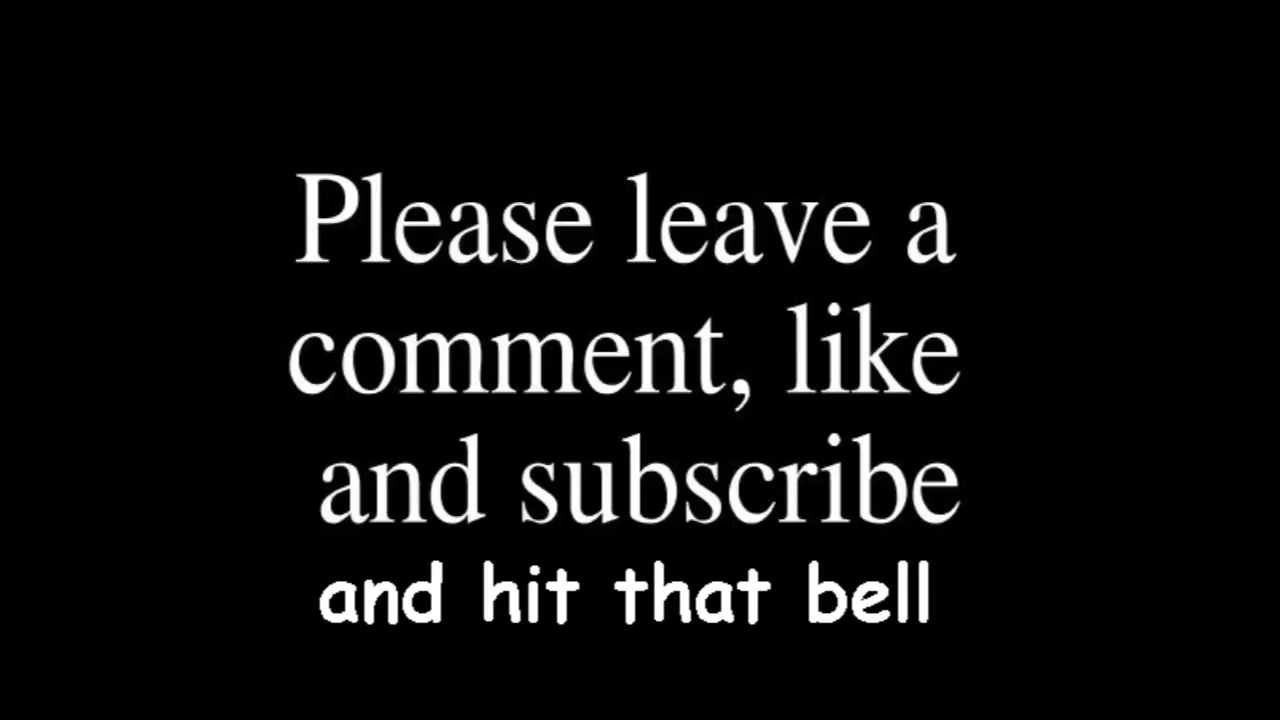 Please leave a
comment, like
and subscribe
and hit that bell